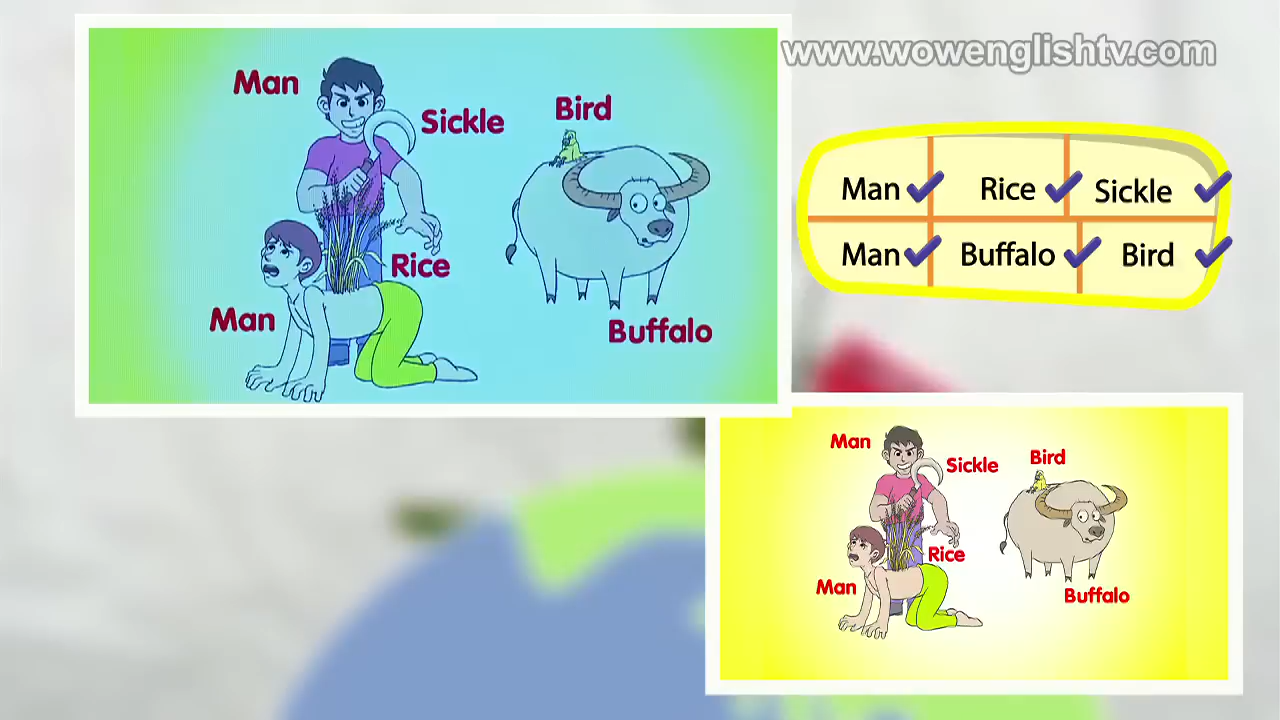 www.wowenglishtv.com
Man
Sickle
Bird
Rice
Man
Buffalo
Man Rice Sickle
Man Buffalo Bird
Man
Sickle
Bird
Rice
Man
Buffalo